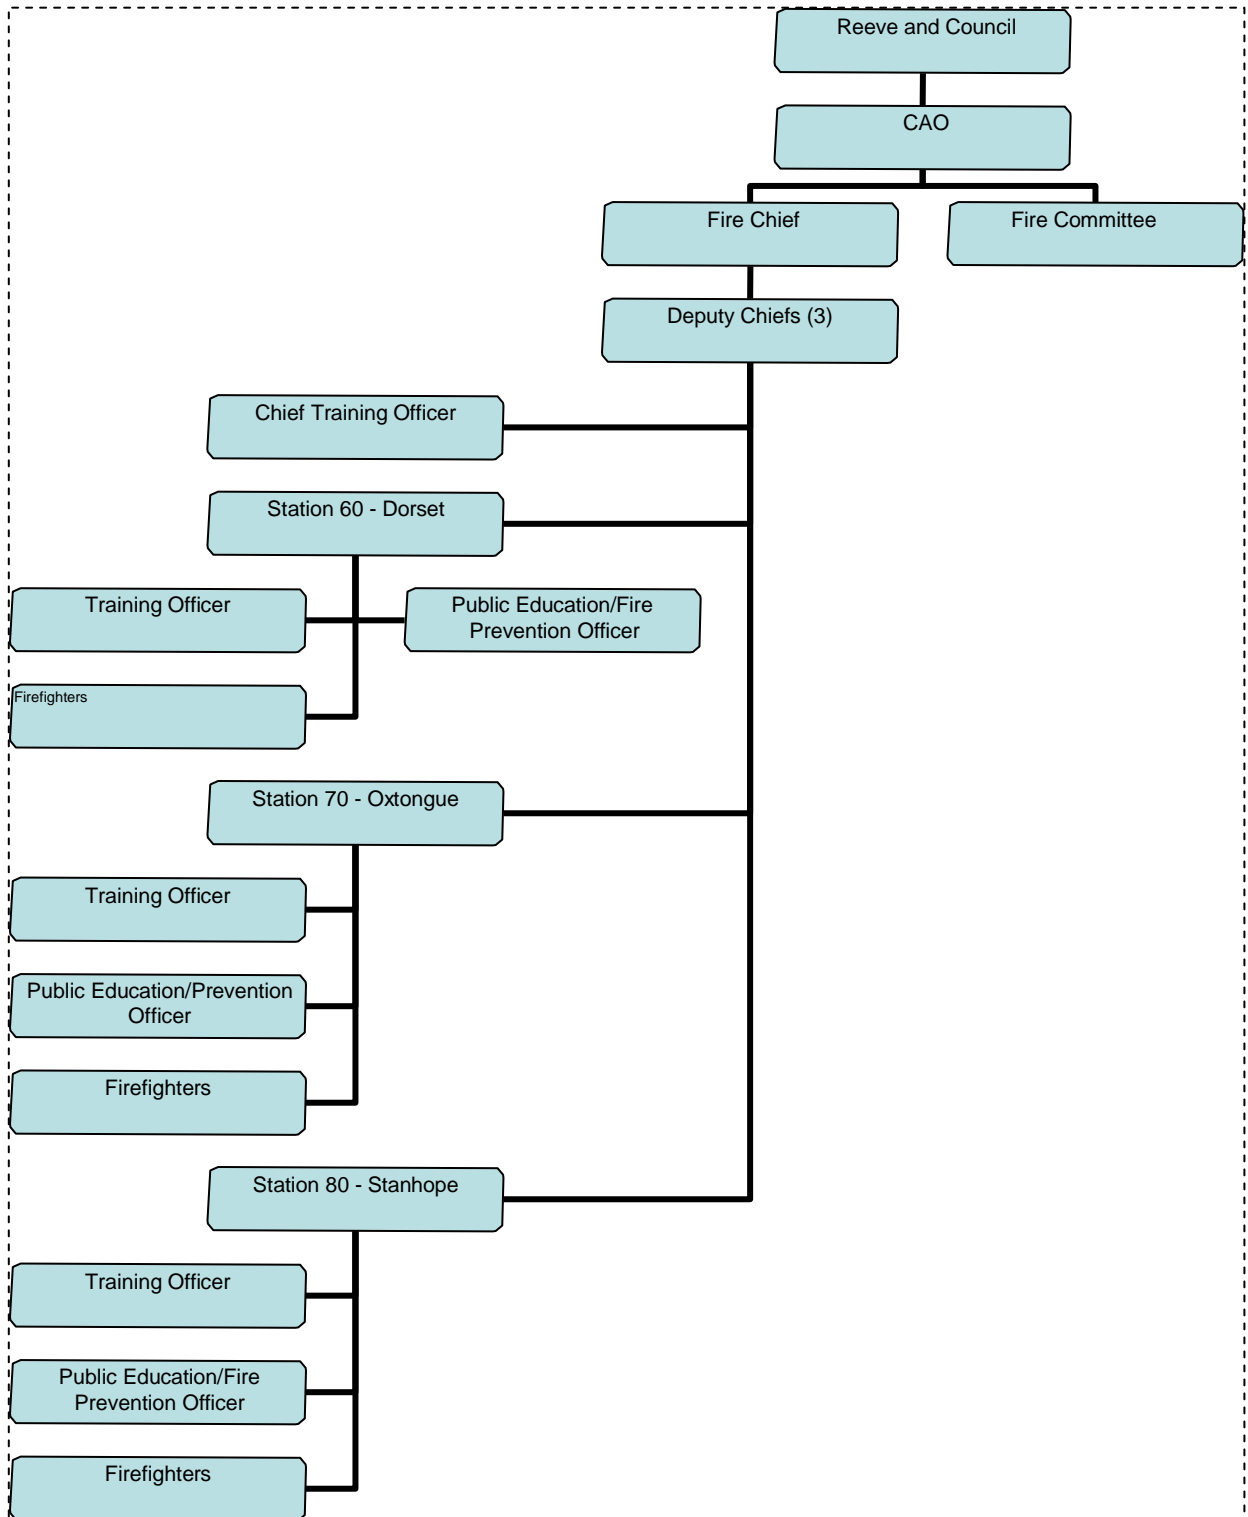 Reeve and Council
CAO
Fire Chief
Fire Committee
Deputy Chiefs (3)
Chief Training Officer
Station 60 - Dorset
Training Officer
Public Education/Fire
Prevention Officer
Firefighters
Station 70 - Oxtongue
Training Officer
Public Education/Prevention
Officer
Firefighters
Station 80 - Stanhope
Training Officer
Public Education/Fire
Prevention Officer
Firefighters